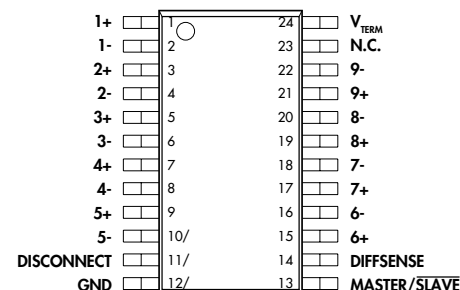 1+ 1 24 V_TERM
1- 2 23 N.C.
2+ 3 22 9-
2- 4 21 9+
3+ 5 20 8-
3- 6 19 8+
4+ 7 18 7-
4- 8 17 7+
5+ 9 16 6-
5- 10/ 15 6+
DISCONNECT 11/ 14 DIFFSENSE
GND 12/ 13 MASTER/SLAVE